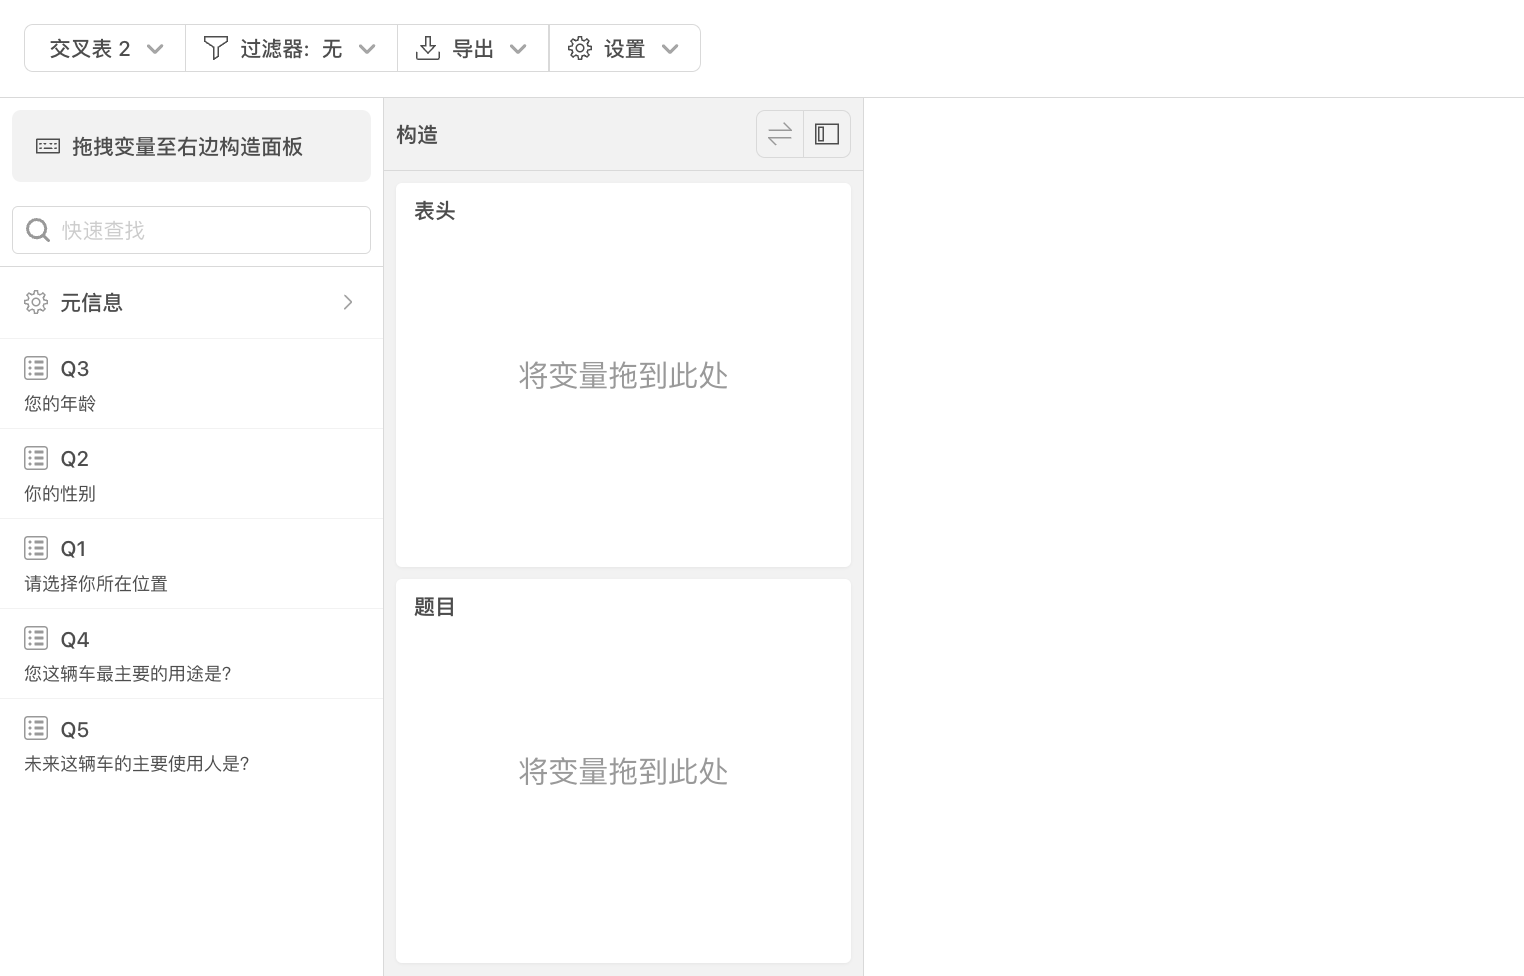 交叉表 2
过滤器: 无
导出
设置
拖拽变量至右边构造面板
快速查找
元信息
Q3
您的年龄
Q2
你的性别
Q1
请选择你所在位置
Q4
您这辆车最主要的用途是?
Q5
未来这辆车的主要使用人是?
构造
表头
将变量拖到此处
题目
将变量拖到此处